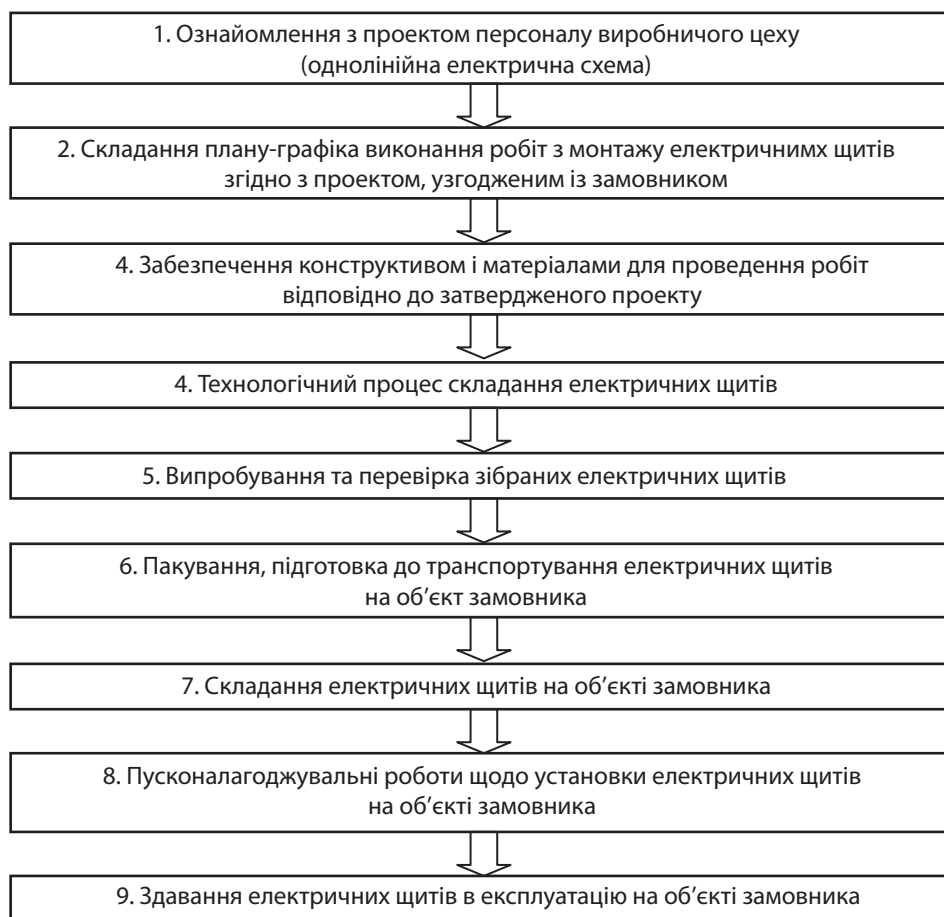 1. Ознайомлення з проектом персоналу виробничого цеху
(однолінійна електрична схема)
2. Складання плану-графіка виконання робіт з монтажу електричнимх щитів
згідно з проектом, узгодженим із замовником
4. Забезпечення конструктивом і матеріалами для проведення робіт
відповідно до затвердженого проекту
4. Технологічний процес складання електричних щитів
5. Випробування та перевірка зібраних електричних щитів
6. Пакування, підготовка до транспортування електричних щитів
на об’єкт замовника
7. Складання електричних щитів на об’єкті замовника
8. Пусконалагоджувальні роботи щодо установки електричних щитів
на об’єкті замовника
9. Здавання електричних щитів в експлуатацію на об’єкті замовника